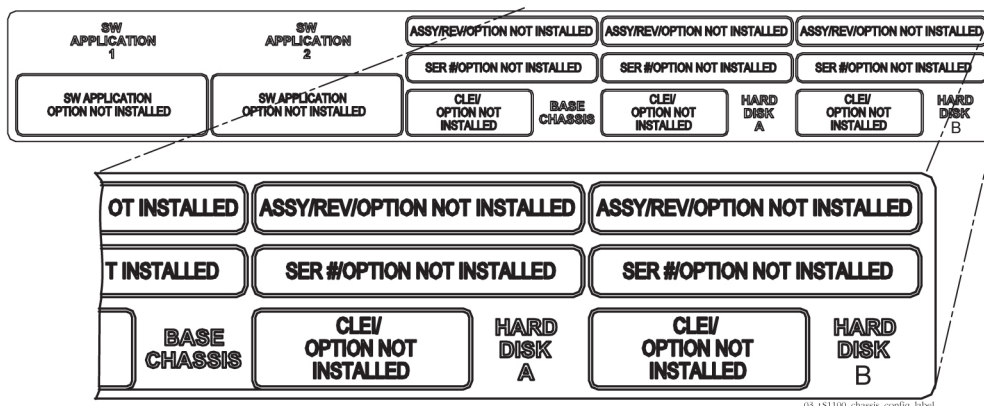 SW
APPLICATION
1
SW
APPLICATION
2
SW APPLICATION
OPTION NOT INSTALLED
SW APPLICATION
OPTION NOT INSTALLED
ASSY/REV/OPTION NOT INSTALLED
ASSY/REV/OPTION NOT INSTALLED
ASSY/REV/OPTION NOT INSTALLED
SER #/OPTION NOT INSTALLED
SER #/OPTION NOT INSTALLED
SER #/OPTION NOT INSTALLED
CLEI/
OPTION NOT
INSTALLED
BASE
CHASSIS
CLEI/
OPTION NOT
INSTALLED
HARD
DISK
A
CLEI/
OPTION NOT
INSTALLED
HARD
DISK
B
OT INSTALLED
ASSY/REV/OPTION NOT INSTALLED
ASSY/REV/OPTION NOT INSTALLED
T INSTALLED
SER #/OPTION NOT INSTALLED
SER #/OPTION NOT INSTALLED
BASE
CHASSIS
CLEI/
OPTION NOT
INSTALLED
HARD
DISK
A
CLEI/
OPTION NOT
INSTALLED
HARD
DISK
B